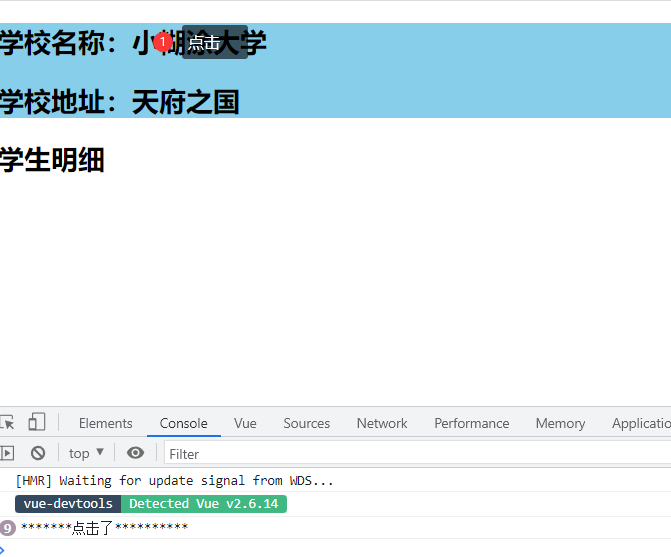 学校名称：小糊涂大学
1 点击
学校地址：天府之国
学生明细
Elements Console Vue Sources Network Performance Memory Applicatio
top ▼ Filter
[HMR] Waiting for update signal from WDS...
vue-devtools Detected Vue v2.6.14
9 *******点击了**********